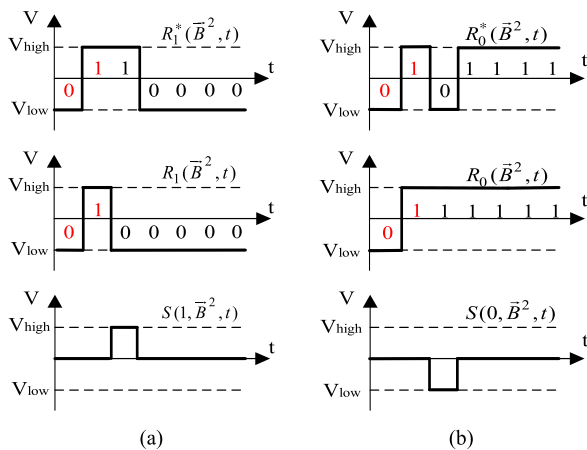 V
V
Vhigh
R₁*(B⃗², t)
Vhigh
R₀*(B⃗², t)
1 1
t
1 1 1 1 1
t
0 0 0 0 0
0 0
Vlow
Vlow
V
V
Vhigh
R₁(B⃗², t)
Vhigh
R₀(B⃗², t)
1
t
1 1 1 1 1 1
t
0 0 0 0 0 0
0
Vlow
Vlow
V
V
Vhigh
S(1, B⃗², t)
Vhigh
S(0, B⃗², t)
t
t
Vlow
Vlow
(a)
(b)